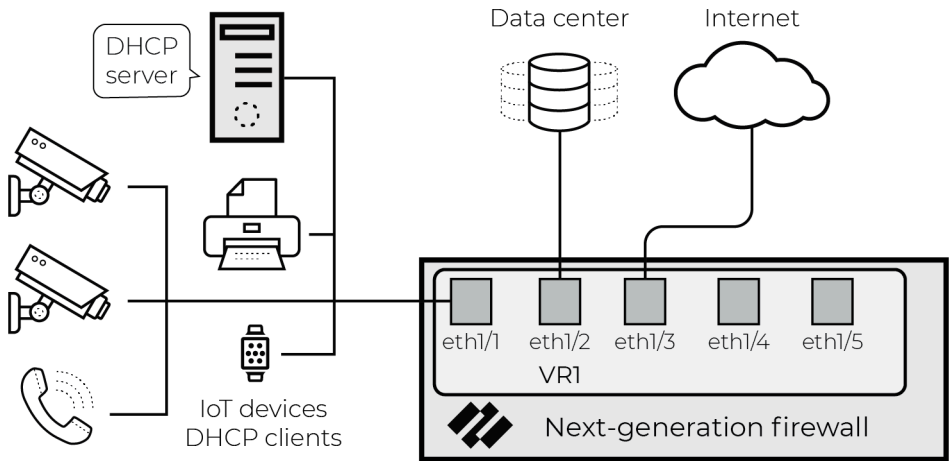 Data center
Internet
DHCP
server
eth1/1
eth1/2
eth1/3
eth1/4
eth1/5
VR1
IoT devices
DHCP clients
Next-generation firewall